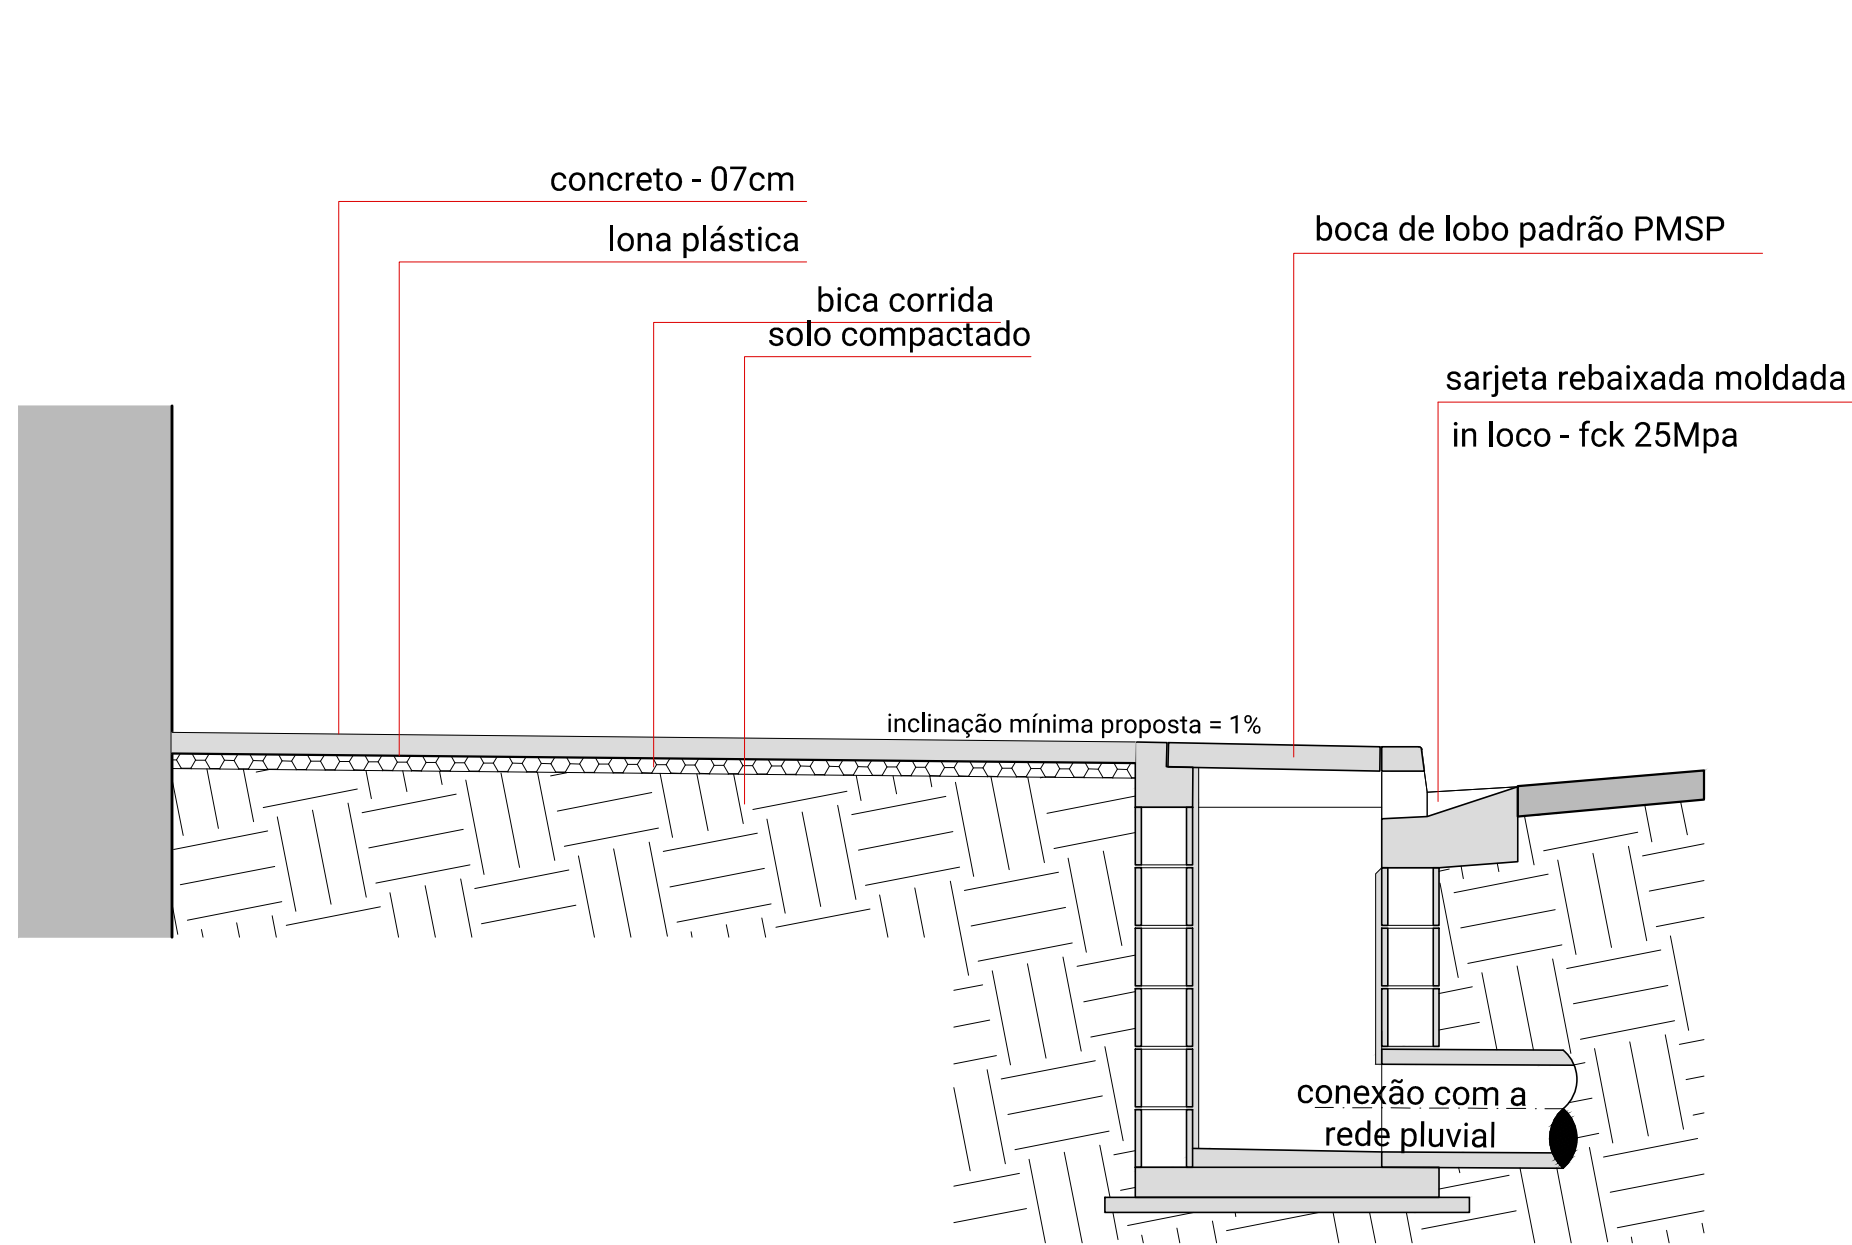 concreto - 07cm
lona plástica
bica corrida
solo compactado
boca de lobo padrão PMSP
sarjeta rebaixada moldada
in loco - fck 25Mpa
inclinação mínima proposta = 1%
conexão com a
rede pluvial